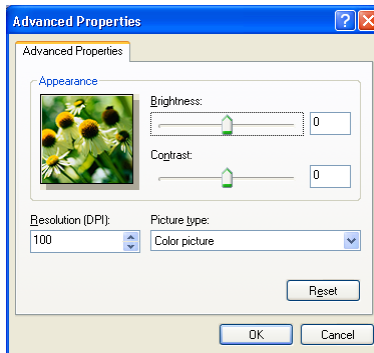 Advanced Properties
Advanced Properties
Appearance
Brightness:
0
Contrast:
0
Resolution (DPI):
Picture type:
100
Color picture
Reset
OK
Cancel